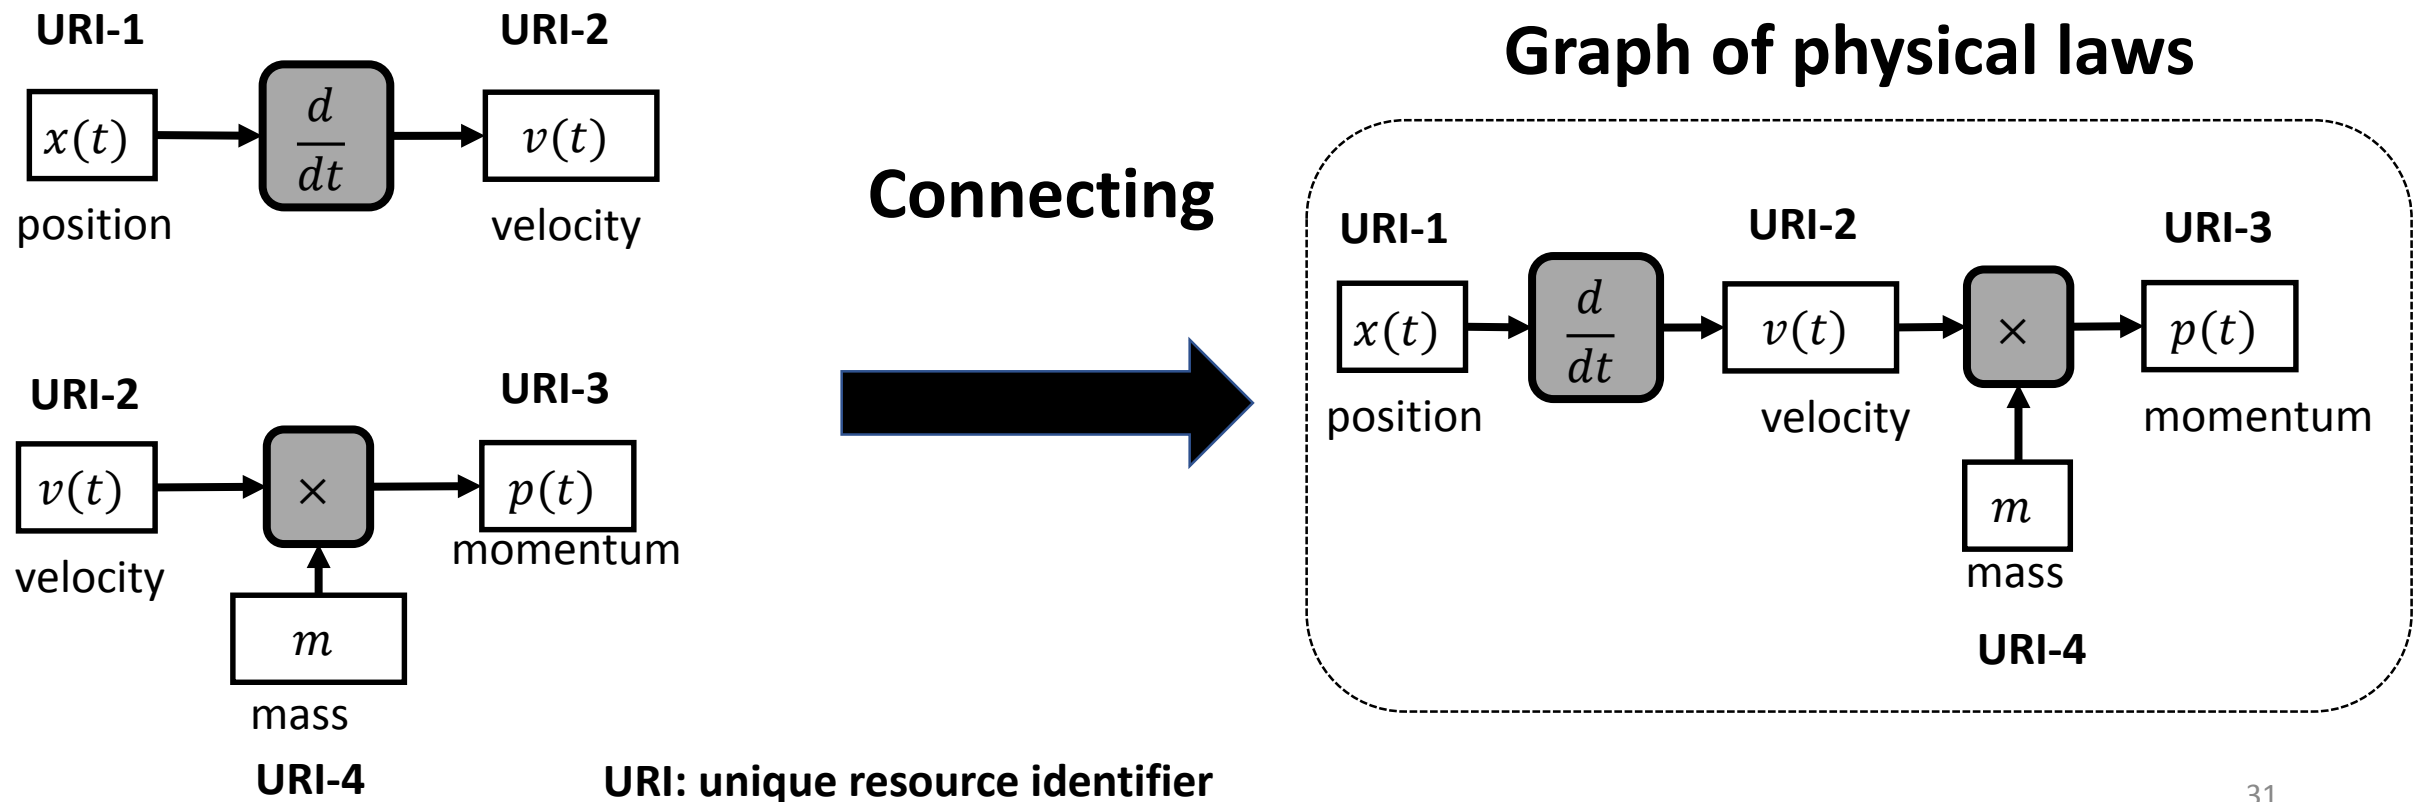 URI-1
URI-2
x(t)
d
dt
v(t)
position
velocity
URI-2
URI-3
v(t)
×
p(t)
velocity
momentum
m
mass
URI-4
Connecting
Graph of physical laws
URI-1
URI-2
URI-3
x(t)
d
dt
v(t)
×
p(t)
position
velocity
momentum
m
mass
URI-4
URI: unique resource identifier
31